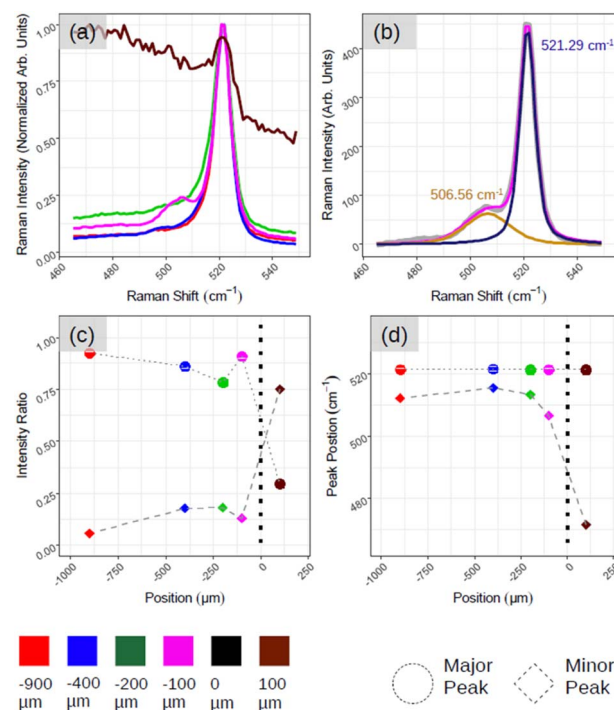 (a)
Raman Intensity (Normalized Arb. Units)
1.00
0.75
0.50
0.25
0.00
460
480
500
520
540
Raman Shift (cm⁻¹)
(b)
Raman Intensity (Arb. Units)
400
300
200
100
0
521.29 cm⁻¹
506.56 cm⁻¹
480
500
520
540
Raman Shift (cm⁻¹)
(c)
Intensity Ratio
1.00
0.75
0.50
0.25
0.00
-1000
-750
-500
-250
0
250
Position (µm)
(d)
Peak Postion (cm⁻¹)
520
500
480
-1000
-750
-500
-250
0
250
Position (µm)
-900 µm
-400 µm
-200 µm
-100 µm
0 µm
100 µm
Major Peak
Minor Peak